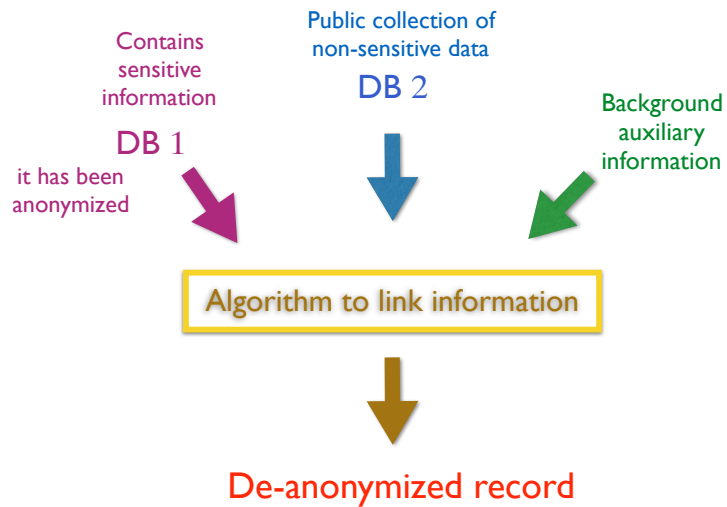 Contains
sensitive
information
DB 1
it has been
anonymized
Public collection of
non-sensitive data
DB 2
Background
auxiliary
information
Algorithm to link information
De-anonymized record